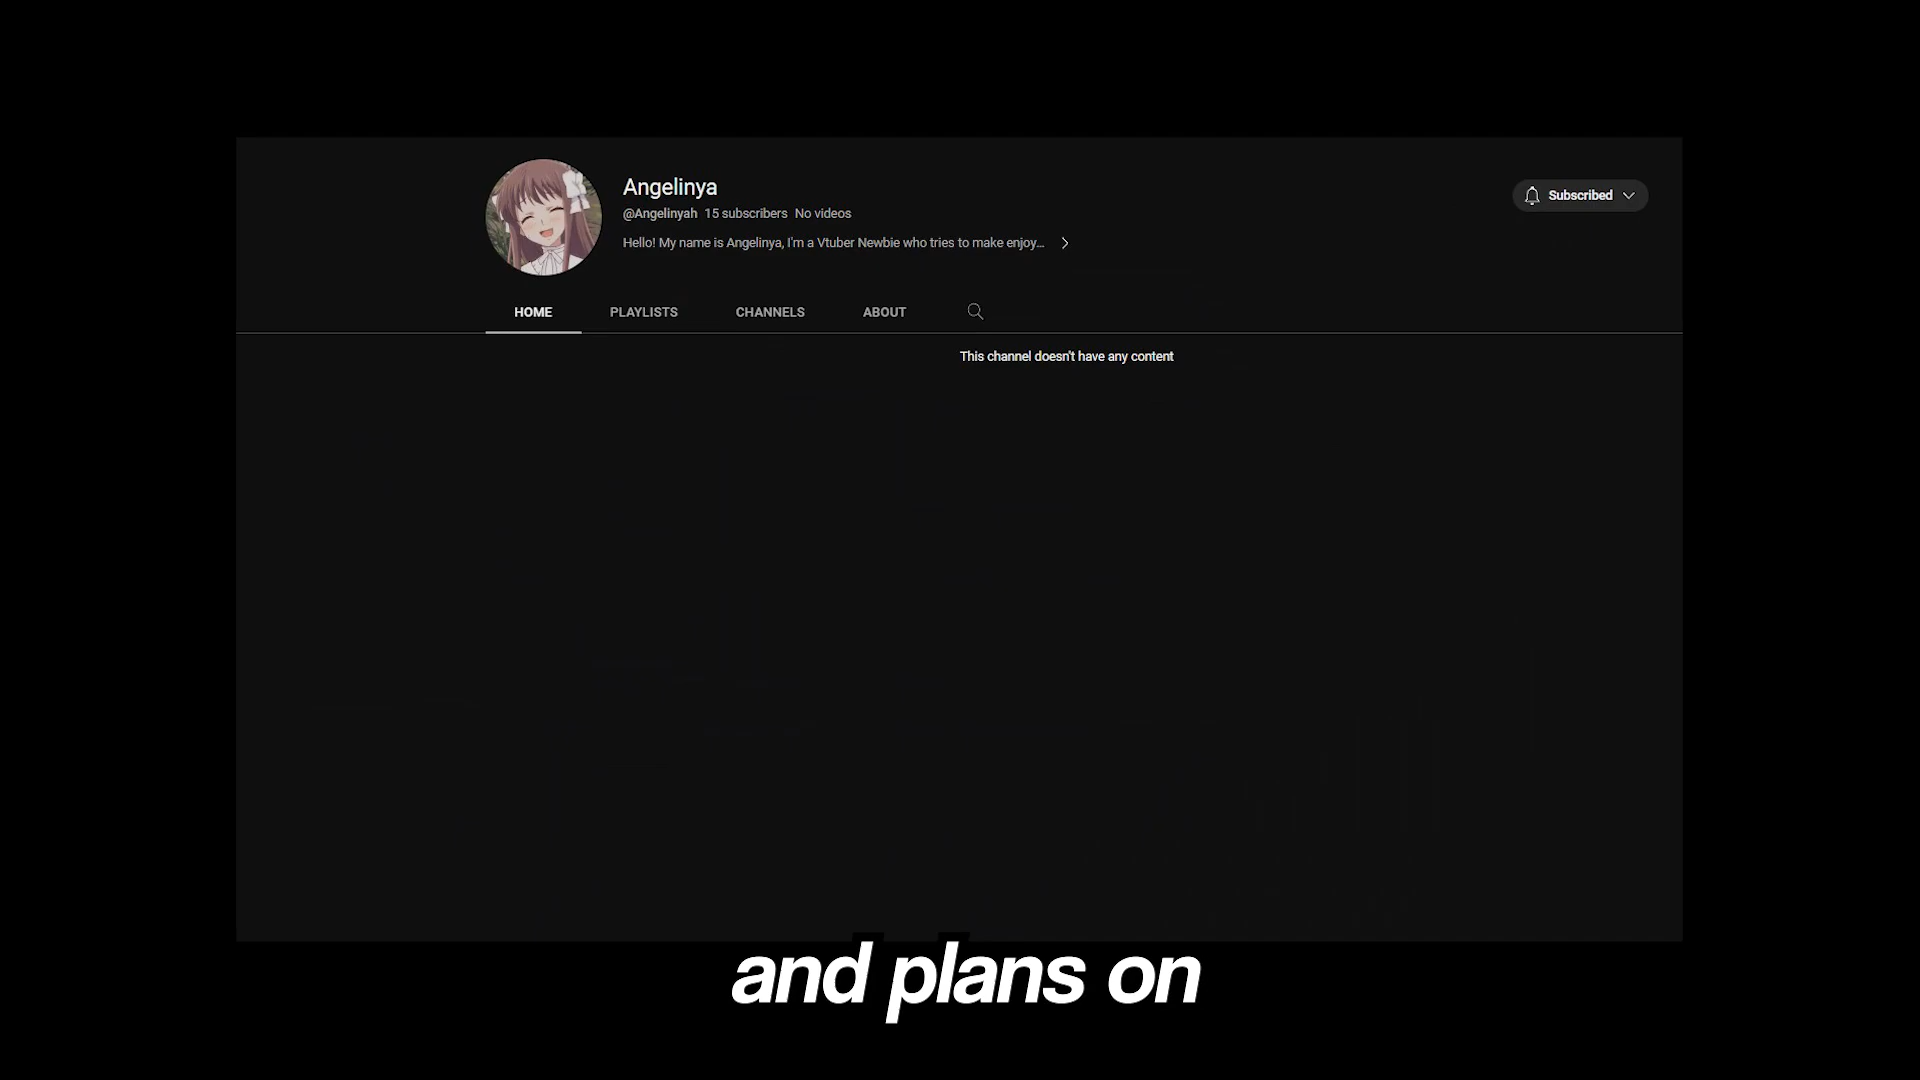 Angelinya
@Angelinyah 15 subscribers No videos
Subscribed
Hello! My name is Angelinya, I'm a Vtuber Newbie who tries to make enjoy...
HOME PLAYLISTS CHANNELS ABOUT
This channel doesn't have any content
and plans on